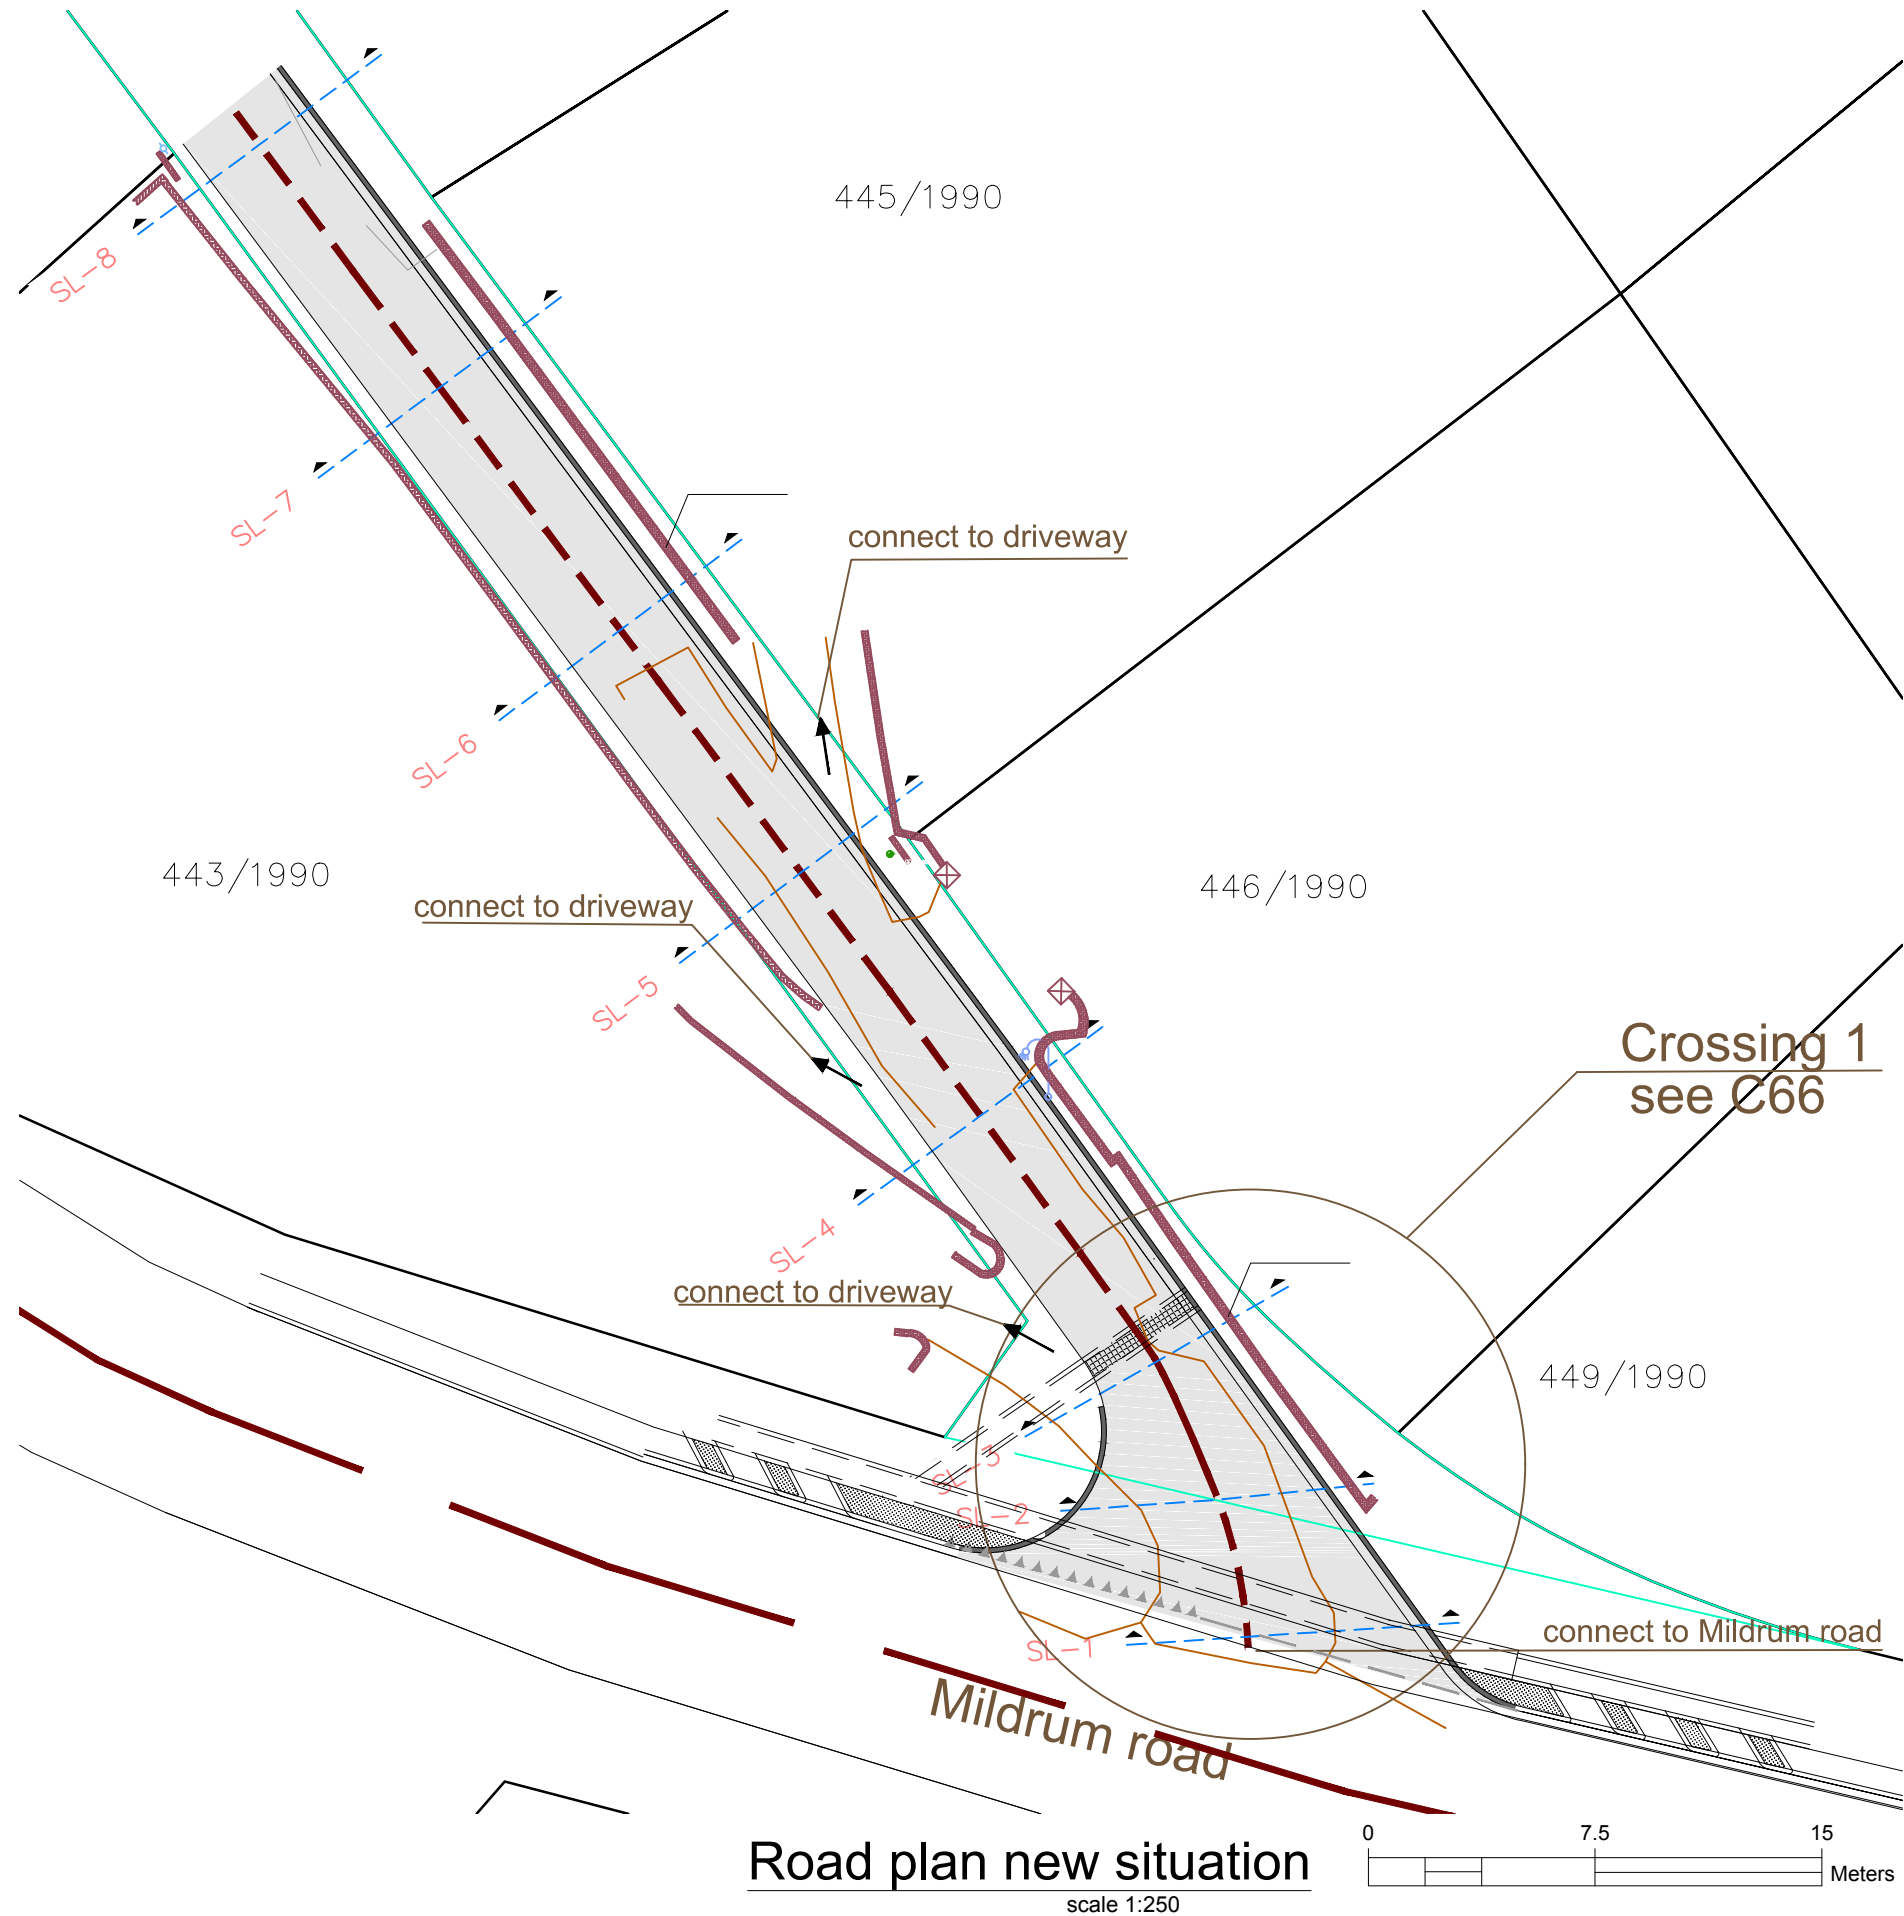 445/1990
SL-8
SL-7
connect to driveway
SL-6
443/1990
446/1990
connect to driveway
SL-5
Crossing 1
see C66
SL-4
connect to driveway
449/1990
SL-3
SL-2
connect to Mildrum road
SL-1
Mildrum road
Road plan new situation
scale 1:250
0 7.5 15
Meters